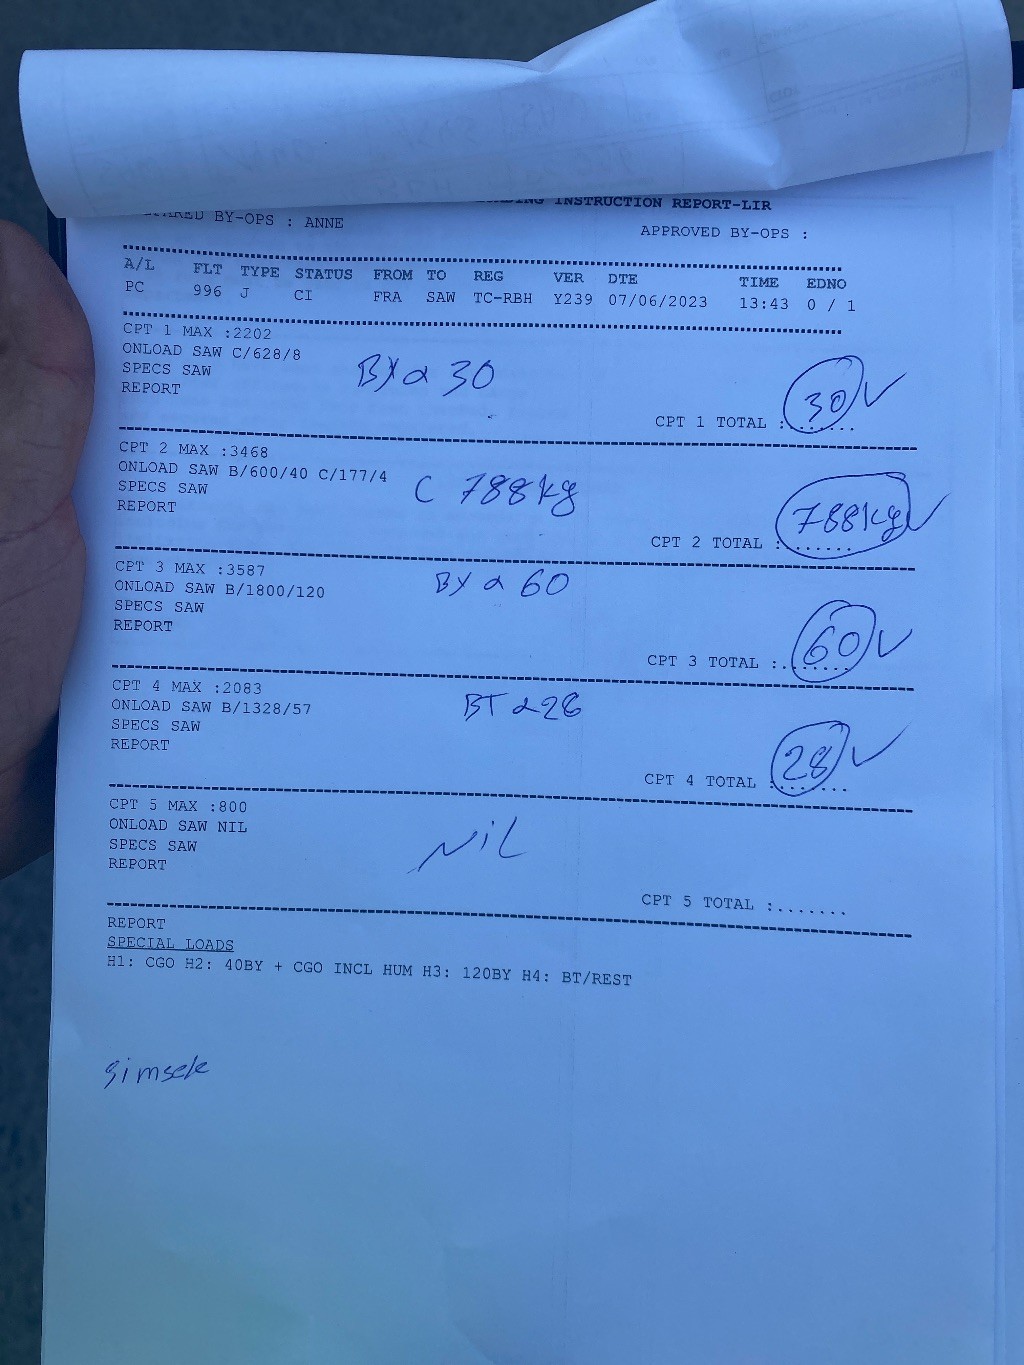 INSTRUCTION REPORT-LIR
BY-OPS : ANNE
APPROVED BY-OPS :
A/L FLT TYPE STATUS FROM TO REG VER DTE TIME EDNO
PC 996 J CI FRA SAW TC-RBH Y239 07/06/2023 13:43 0 / 1
CPT 1 MAX :2202
ONLOAD SAW C/628/8
SPECS SAW
REPORT
30
CPT 1 TOTAL :.......
30
CPT 2 MAX :3468
ONLOAD SAW B/600/40 C/177/4
SPECS SAW
REPORT
C 788kg
CPT 2 TOTAL :.......
788kg
CPT 3 MAX :3587
ONLOAD SAW B/1800/120
SPECS SAW
REPORT
60
CPT 3 TOTAL :.......
60
CPT 4 MAX :2083
ONLOAD SAW B/1328/57
SPECS SAW
REPORT
BT 28
CPT 4 TOTAL :.......
28
CPT 5 MAX :800
ONLOAD SAW NIL
SPECS SAW
REPORT
NiL
CPT 5 TOTAL :.......
REPORT
SPECIAL LOADS
H1: CGO H2: 40BY + CGO INCL HUM H3: 120BY H4: BT/REST